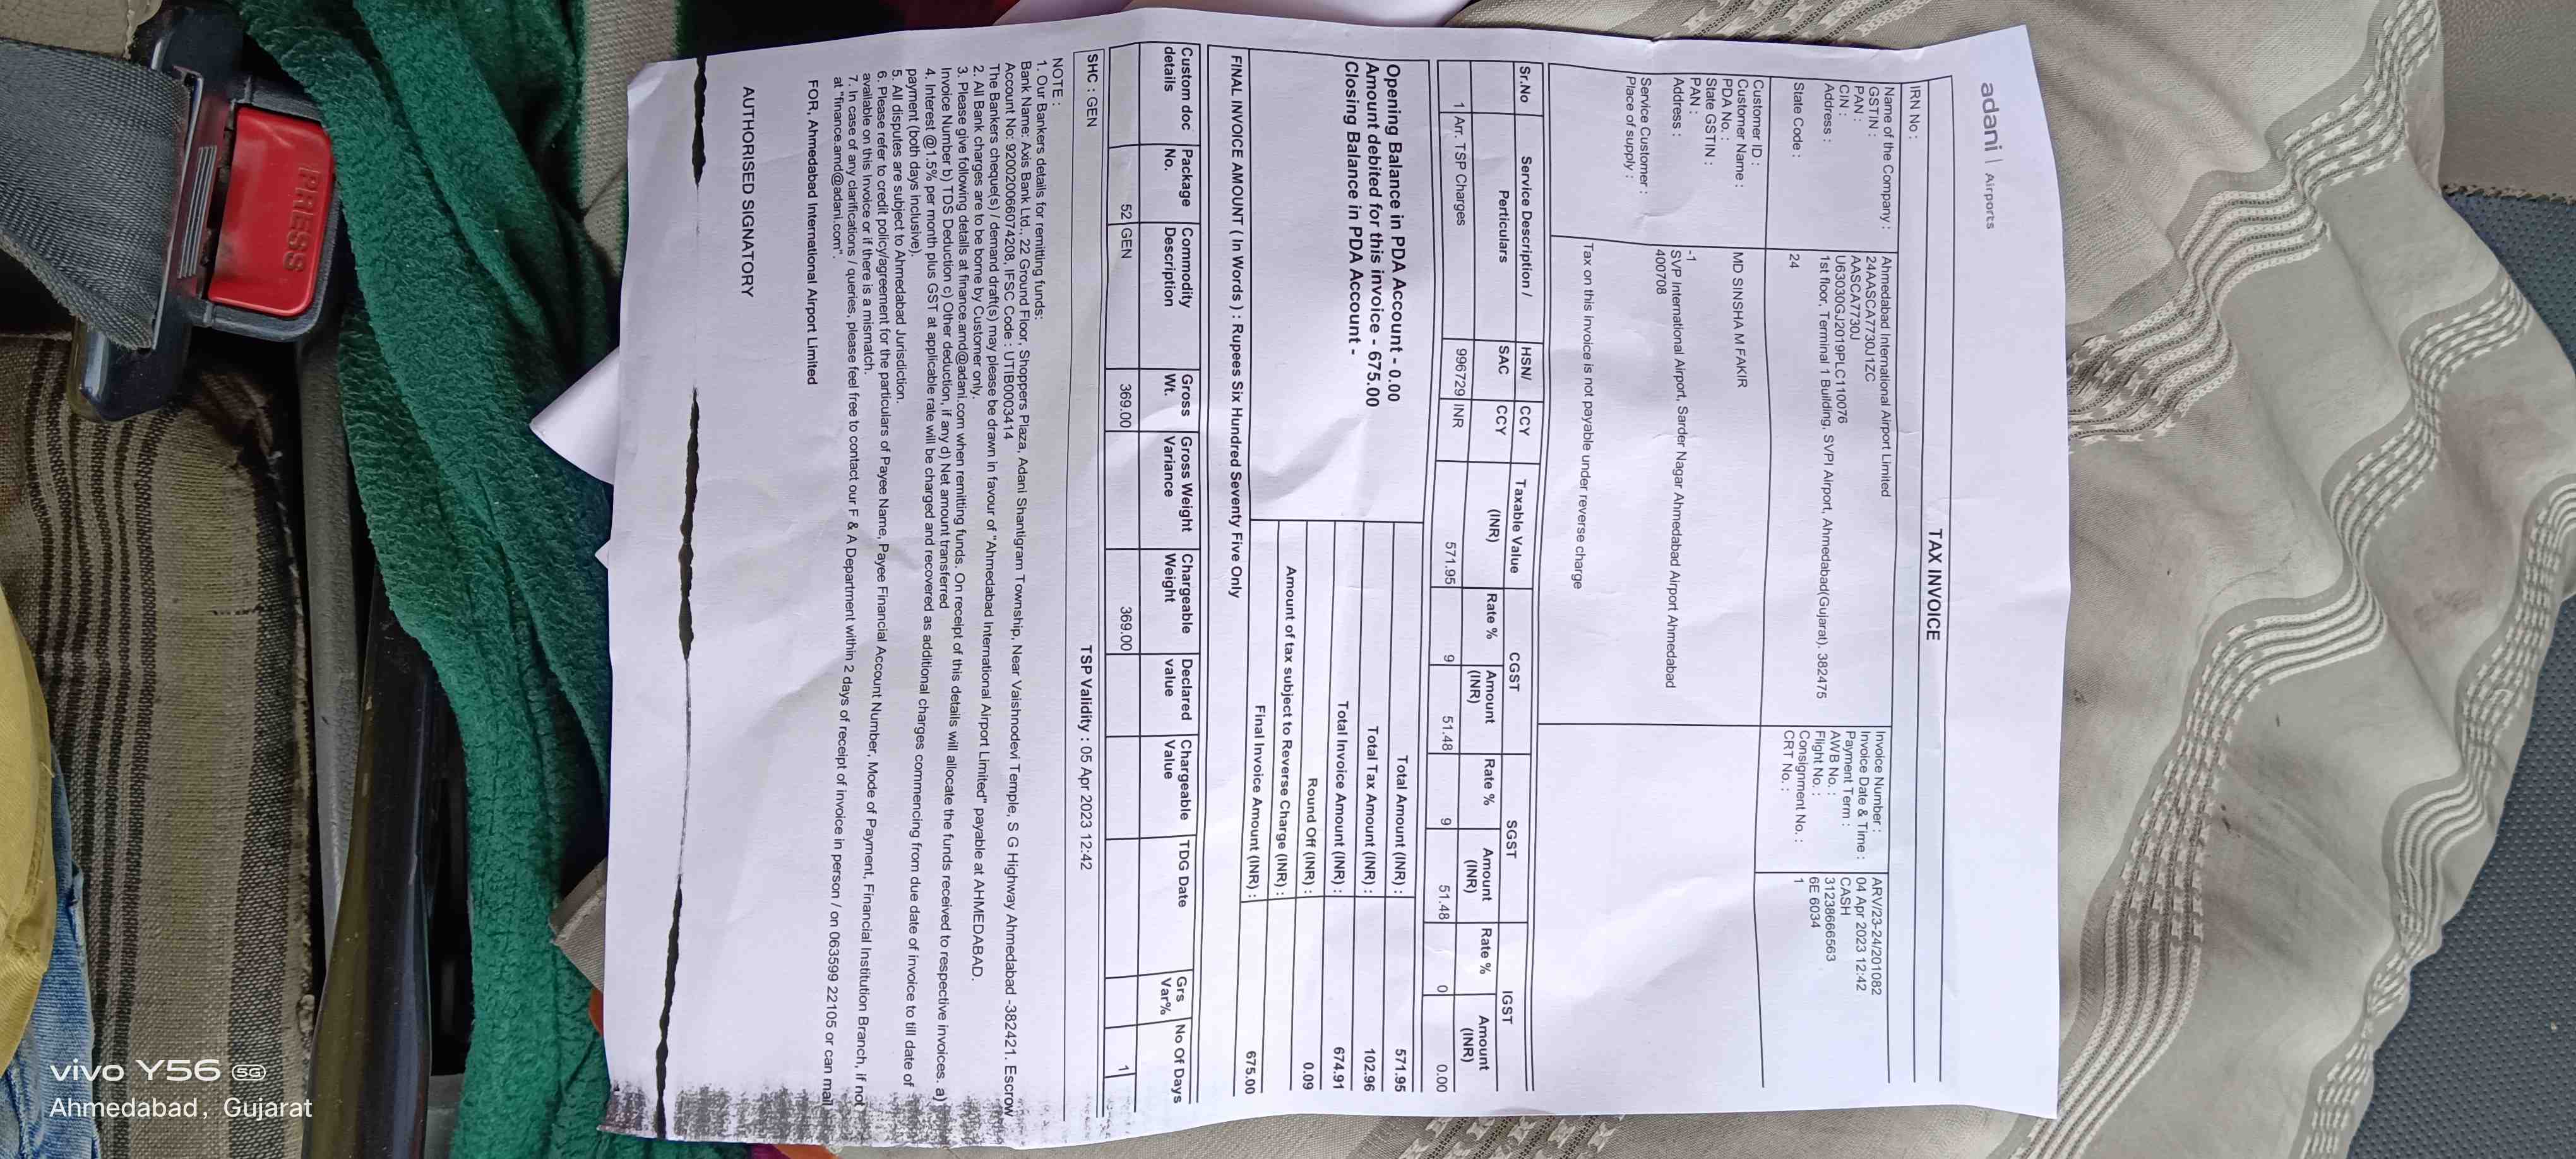 adani | Airports
TAX INVOICE
IRN No :
Name of the Company : Ahmedabad International Airport Limited
GSTIN : 24AASCA7730J1ZC
PAN : AASCA7730J
CIN : U63030GJ2019PLC110076
Address : 1st floor, Terminal 1 Building, SVPI Airport, Ahmedabad(Gujarat), 382475
State Code : 24
Invoice Number : ARV/23-24/201082
Invoice Date & Time : 04 Apr 2023 12:42
Payment Term : CASH
AWB No. : 31238666563
Flight No. : 6E 6034
Consignment No. : 1
CRT No. :
Customer ID :
Customer Name : MD SINSHA M FAKIR
PDA No. :
State GSTIN :
PAN : -1
Address : SVP International Airport, Sarder Nagar Ahmedabad Airport Ahmedabad
400708
Service Customer :
Place of supply :
Tax on this invoice is not payable under reverse charge
Sr.No Service Description / Perticulars HSN/ SAC CCY CCY Taxable Value (INR) CGST SGST IGST
Rate % Amount (INR) Rate % Amount (INR) Rate % Amount (INR)
1 Arr. TSP Charges 996729 INR 571.95 9 51.48 9 51.48 0 0.00
Opening Balance in PDA Account - 0.00
Amount debited for this invoice - 675.00
Closing Balance in PDA Account -
Total Amount (INR) : 571.95
Total Tax Amount (INR) : 102.96
Total Invoice Amount (INR) : 674.91
Round Off (INR) : 0.09
Amount of tax subject to Reverse Charge (INR) :
Final Invoice Amount (INR) : 675.00
FINAL INVOICE AMOUNT ( In Words ) : Rupees Six Hundred Seventy Five Only
Custom doc details Package No. Commodity Description Gross Wt. Gross Weight Variance Chargeable Weight Declared value Chargeable Value TDG Date Grs Var% No Of Days
52 GEN 369.00 369.00 1
SHC : GEN TSP Validity : 05 Apr 2023 12:42
NOTE :
1. Our Bankers details for remitting funds:
Bank Name: Axis Bank Ltd., 22 Ground Floor, Shoppers Plaza, Adani Shantigram Township, Near Vaishnodevi Temple, S G Highway Ahmedabad -382421. Escrow
Account No: 920020066074208, IFSC Code : UTIB0003414
The Bankers cheque(s) / demand draft(s) may please be drawn in favour of "Ahmedabad International Airport Limited" payable at AHMEDABAD.
2. All Bank charges are to be borne by Customer only.
3. Please give following details at finance.amd@adani.com when remitting funds. On receipt of this details will allocate the funds received to respective invoices. a)
Invoice Number b) TDS Deduction c) Other deduction, if any d) Net amount transferred
4. Interest @1.5% per month plus GST at applicable rate will be charged and recovered as additional charges commencing from due date of invoice to till date of
payment (both days inclusive).
5. All disputes are subject to Ahmedabad Jurisdiction.
6. Please refer to credit policy/agreement for the particulars of Payee Name, Payee Financial Account Number, Mode of Payment, Financial Institution Branch, if not
available on this Invoice or if there is a mismatch.
7. In case of any clarifications / queries, please feel free to contact our F & A Department within 2 days of receipt of invoice in person / on 063599 22105 or can mail
at "finance.amd@adani.com".
FOR, Ahmedabad International Airport Limited
AUTHORISED SIGNATORY
PRESS
vivo Y56 5G
Ahmedabad, Gujarat